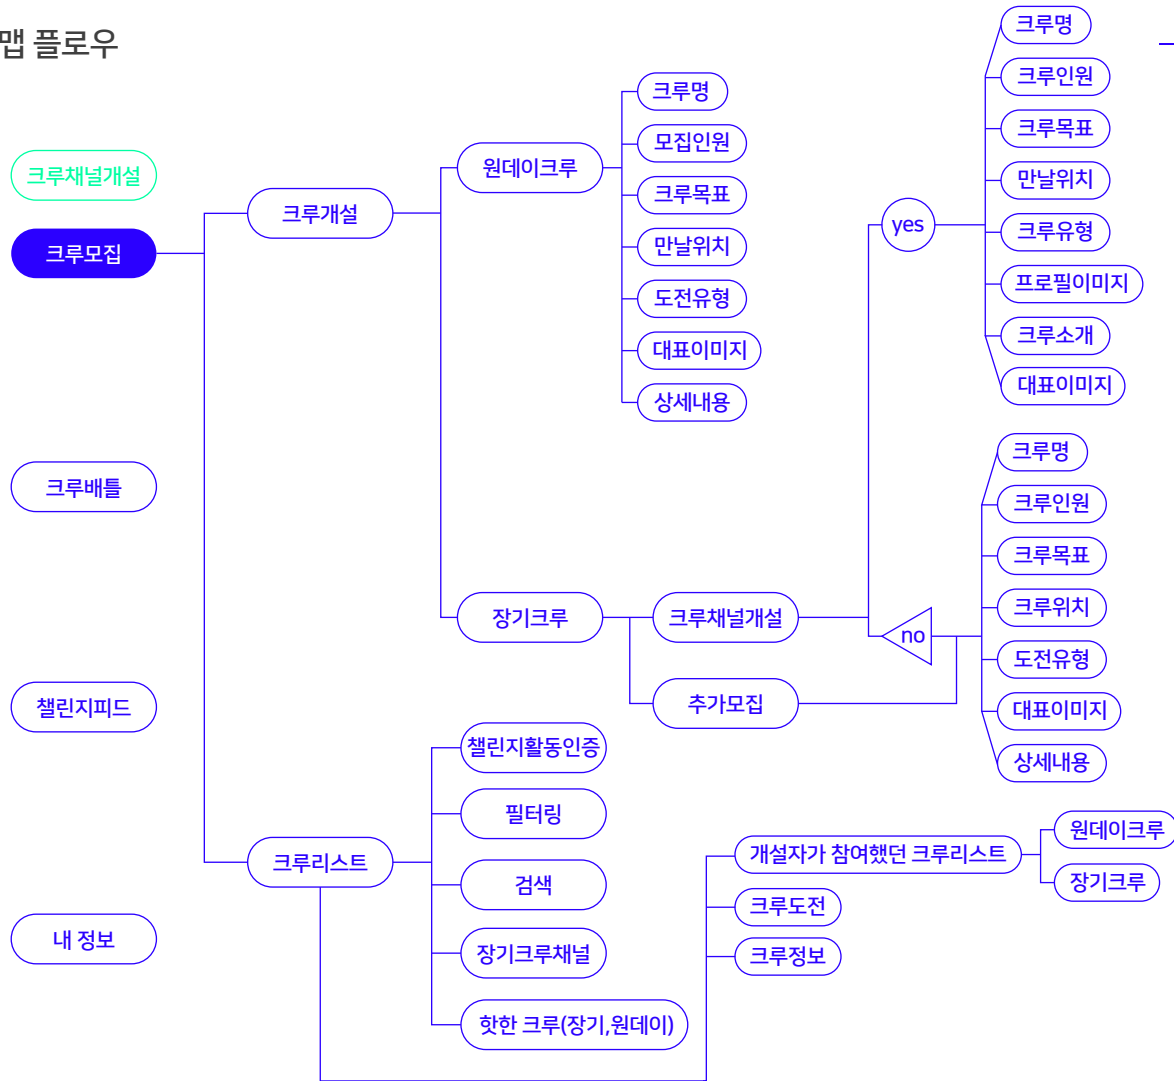 맵 플로우
크루채널개설
크루모집
크루배틀
챌린지피드
내 정보
크루개설
크루리스트
원데이크루
크루명
모집인원
크루목표
만날위치
도전유형
대표이미지
상세내용
장기크루
크루채널개설
추가모집
yes
크루명
크루인원
크루목표
만날위치
크루유형
프로필이미지
크루소개
대표이미지
no
크루명
크루인원
크루목표
크루위치
도전유형
대표이미지
상세내용
챌린지활동인증
필터링
검색
장기크루채널
핫한 크루(장기,원데이)
개설자가 참여했던 크루리스트
원데이크루
장기크루
크루도전
크루정보